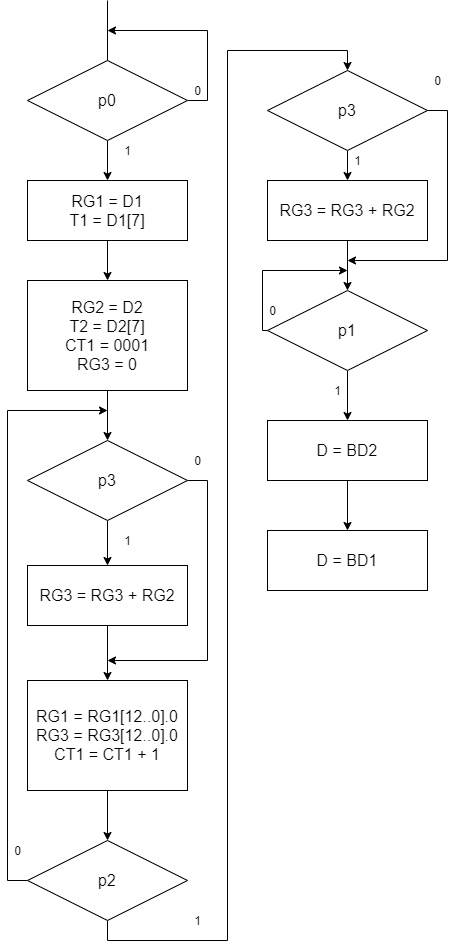 p0
0
1
RG1 = D1
T1 = D1[7]
RG2 = D2
T2 = D2[7]
CT1 = 0001
RG3 = 0
p3
0
1
RG3 = RG3 + RG2
RG1 = RG1[12..0].0
RG3 = RG3[12..0].0
CT1 = CT1 + 1
p2
0
1
p3
0
1
RG3 = RG3 + RG2
p1
0
1
D = BD2
D = BD1